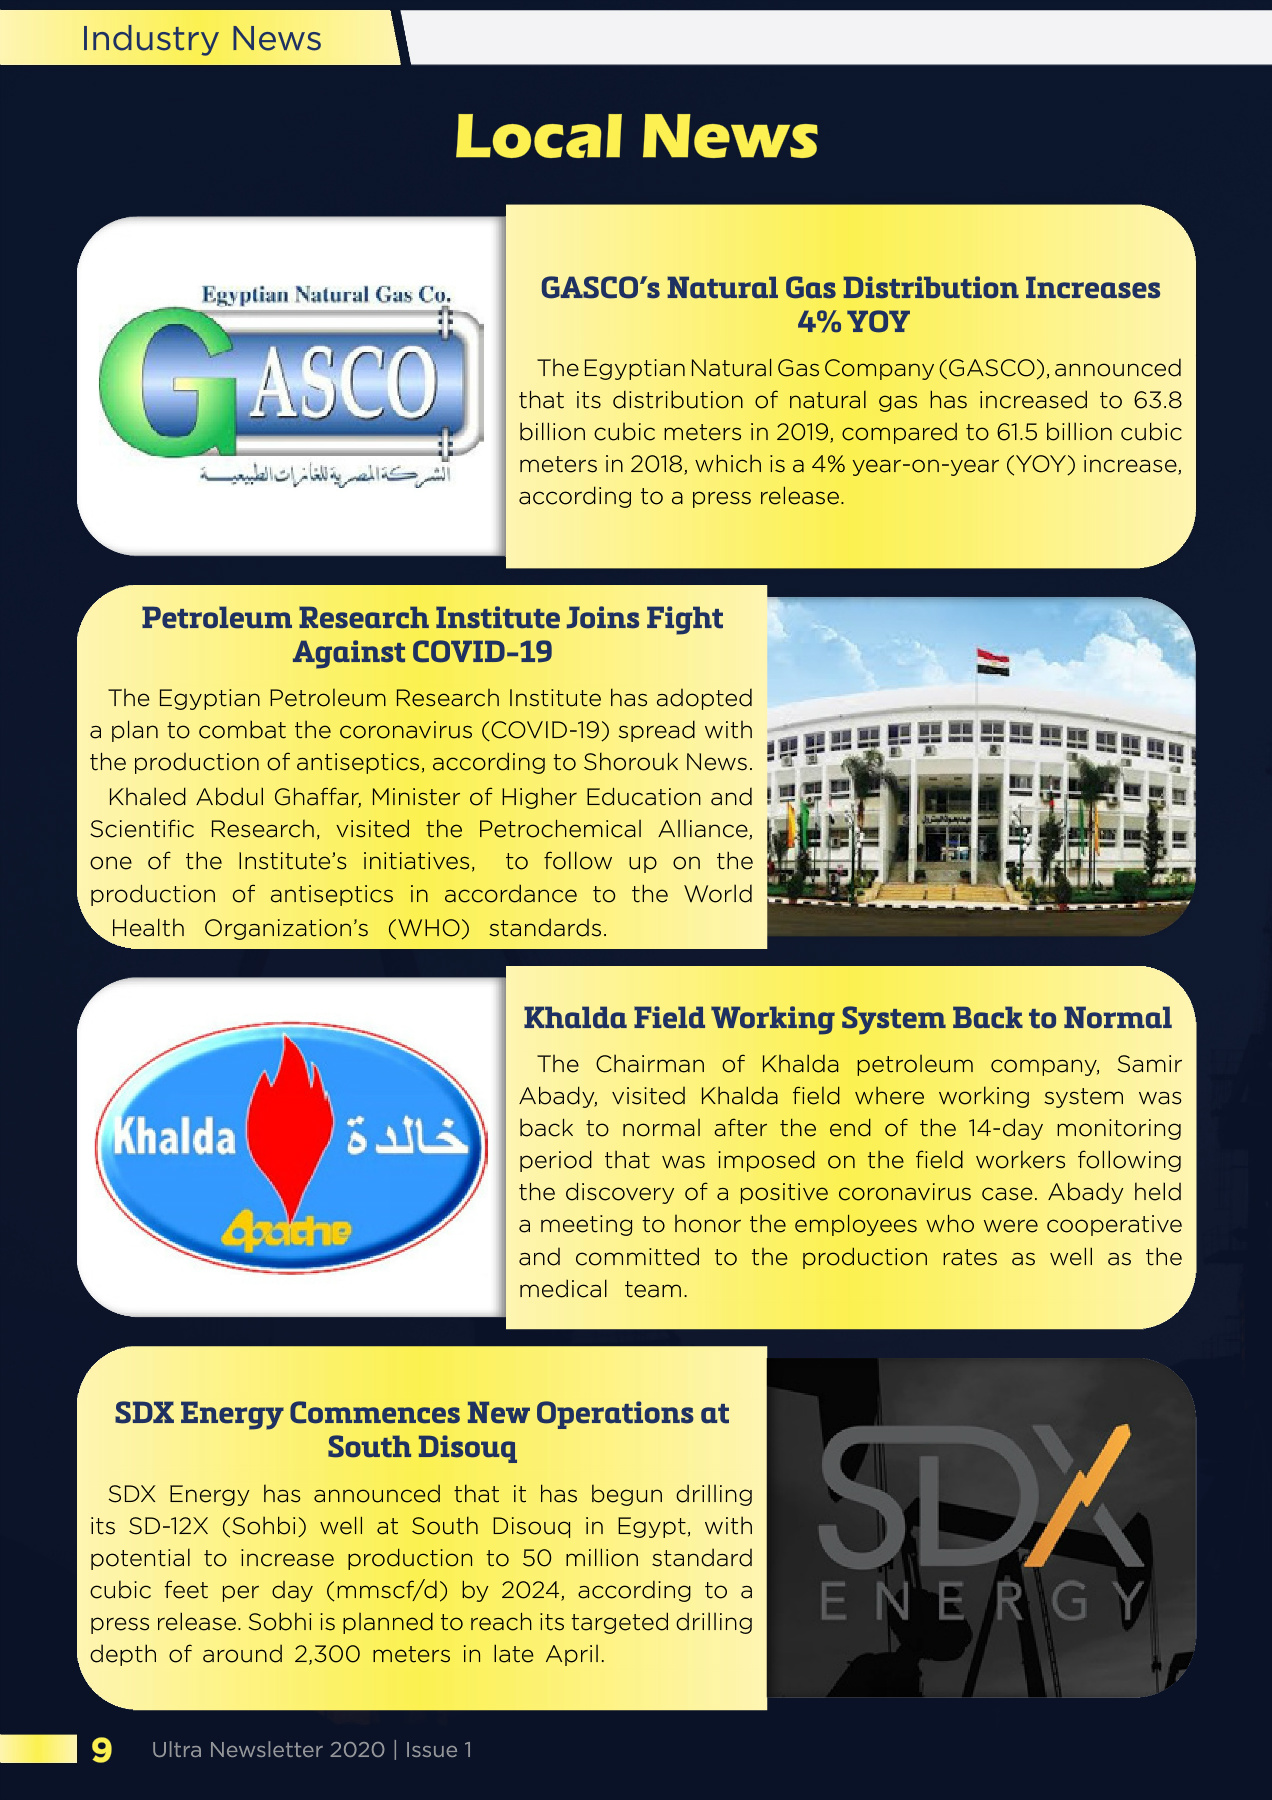 Industry News
Local News
Egyptian Natural Gas Co.
GASCO
الشركة المصرية للغازات الطبيعية
GASCO’s Natural Gas Distribution Increases
4% YOY
The Egyptian Natural Gas Company (GASCO), announced
that its distribution of natural gas has increased to 63.8
billion cubic meters in 2019, compared to 61.5 billion cubic
meters in 2018, which is a 4% year-on-year (YOY) increase,
according to a press release.
Petroleum Research Institute Joins Fight
Against COVID-19
The Egyptian Petroleum Research Institute has adopted
a plan to combat the coronavirus (COVID-19) spread with
the production of antiseptics, according to Shorouk News.
Khaled Abdul Ghaffar, Minister of Higher Education and
Scientific Research, visited the Petrochemical Alliance,
one of the Institute’s initiatives, to follow up on the
production of antiseptics in accordance to the World
Health Organization’s (WHO) standards.
Khalda خالدة
Apache
Khalda Field Working System Back to Normal
The Chairman of Khalda petroleum company, Samir
Abady, visited Khalda field where working system was
back to normal after the end of the 14-day monitoring
period that was imposed on the field workers following
the discovery of a positive coronavirus case. Abady held
a meeting to honor the employees who were cooperative
and committed to the production rates as well as the
medical team.
SDX Energy Commences New Operations at
South Disouq
SDX Energy has announced that it has begun drilling
its SD-12X (Sohbi) well at South Disouq in Egypt, with
potential to increase production to 50 million standard
cubic feet per day (mmscf/d) by 2024, according to a
press release. Sobhi is planned to reach its targeted drilling
depth of around 2,300 meters in late April.
SDX
ENERGY
9 Ultra Newsletter 2020 | Issue 1